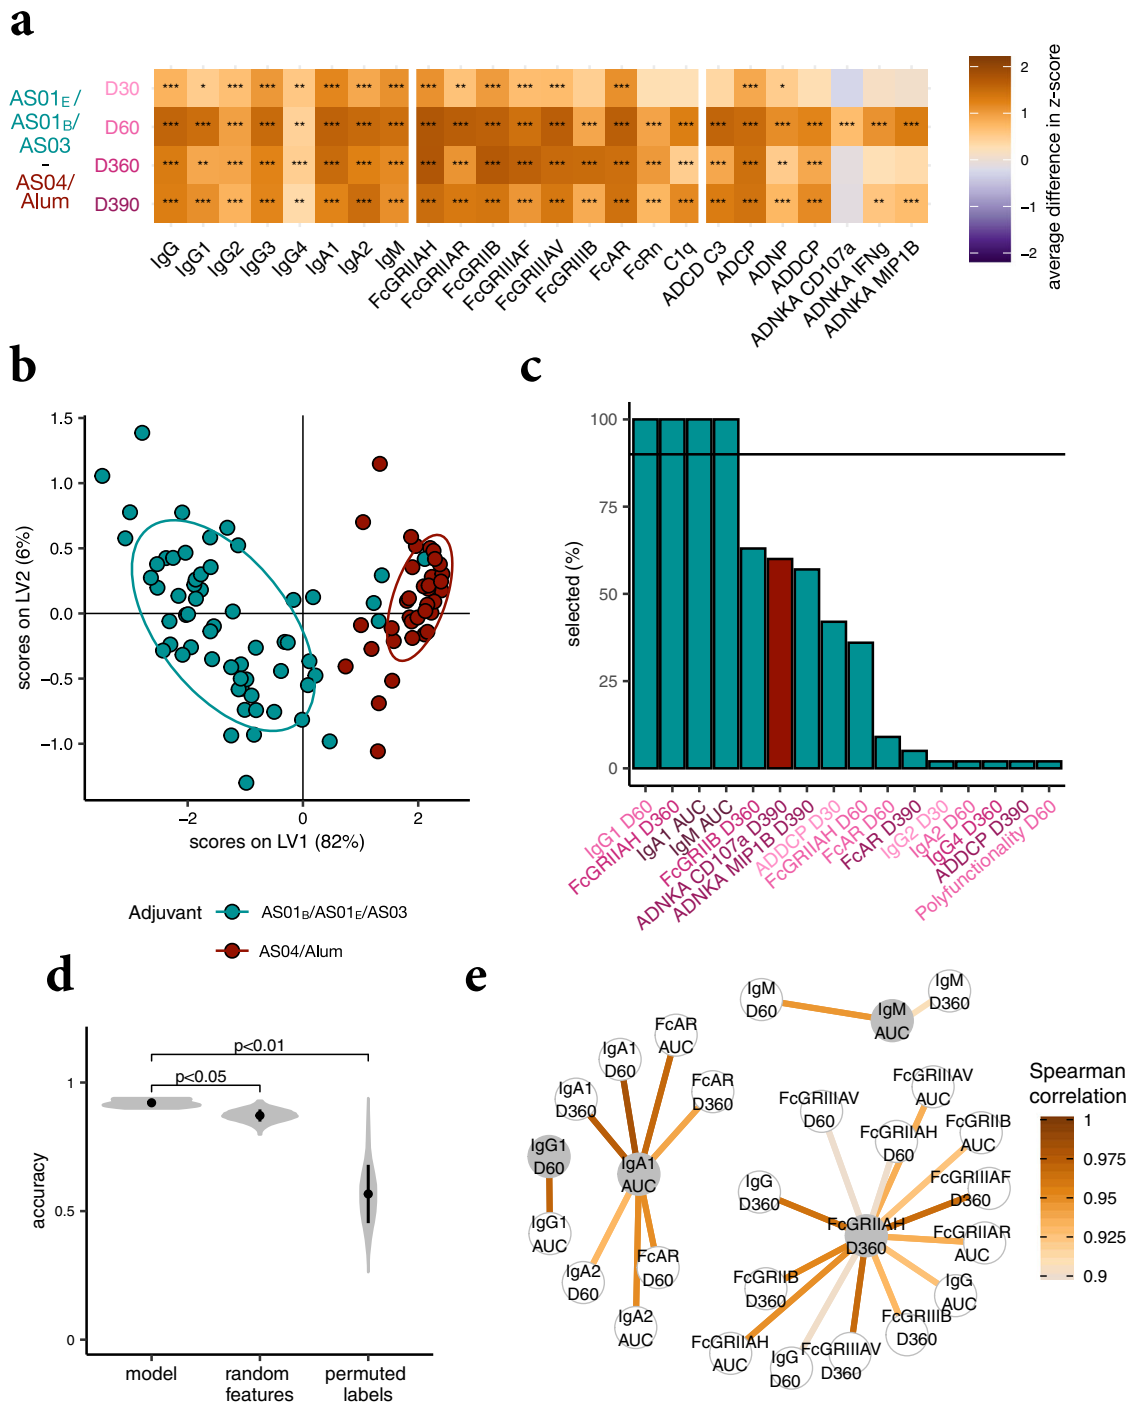 a
AS01E/
AS01B/
AS03
-
AS04/
Alum
D30
*** * *** *** ** *** *** *** *** *** ** *** *** *** *** *
D60
*** *** *** *** ** *** *** *** *** *** *** *** *** *** *** *** *** *** *** *** *** *** *** ***
D360
*** ** *** *** *** *** *** *** *** *** *** *** *** *** *** *** *** *** *** ** ***
D390
*** *** *** *** ** *** *** *** *** *** *** *** *** *** *** *** *** *** *** *** *** ** ***
IgG
IgG1
IgG2
IgG3
IgG4
IgA1
IgA2
IgM
FcGRIIAH
FcGRIIAR
FcGRIIB
FcGRIIIAF
FcGRIIIAV
FcGRIIIB
FcAR
FcRn
C1q
ADCD C3
ADCP
ADNP
ADDCP
ADNKA CD107a
ADNKA IFNg
ADNKA MIP1B
2
1
0
−1
−2
average difference in z-score
b
1.5
1.0
0.5
0.0
−0.5
−1.0
scores on LV2 (6%)
−2
0
2
scores on LV1 (82%)
Adjuvant
AS01B/AS01E/AS03
AS04/Alum
c
100
75
50
25
0
selected (%)
IgG1 D60
FcGRIIAH D360
IgA1 AUC
IgM AUC
FcGRIIB D360
ADNKA CD107a D390
ADNKA MIP1B D390
ADDCP D30
FcGRIIAH D60
FcAR D60
FcAR D390
IgG2 D30
IgA2 D60
IgG4 D360
ADDCP D390
Polyfunctionality D60
d
p<0.01
p<0.05
1
0.5
0
accuracy
model
random
features
permuted
labels
e
IgM
D60
IgM
AUC
IgM
D360
FcAR
AUC
IgA1
D60
IgA1
D360
FcAR
D360
IgG1
D60
IgA1
AUC
IgG1
AUC
IgA2
D60
FcAR
D60
IgA2
AUC
FcGRIIIAV
AUC
FcGRIIIAV
D60
FcGRIIAH
D60
FcGRIIB
AUC
IgG
D360
FcGRIIIAF
D360
FcGRIIAH
D360
FcGRIIAR
AUC
FcGRIIB
D360
IgG
AUC
FcGRIIIB
D360
FcGRIIAH
AUC
IgG
D60
FcGRIIIAV
D360
Spearman
correlation
1
0.975
0.95
0.925
0.9